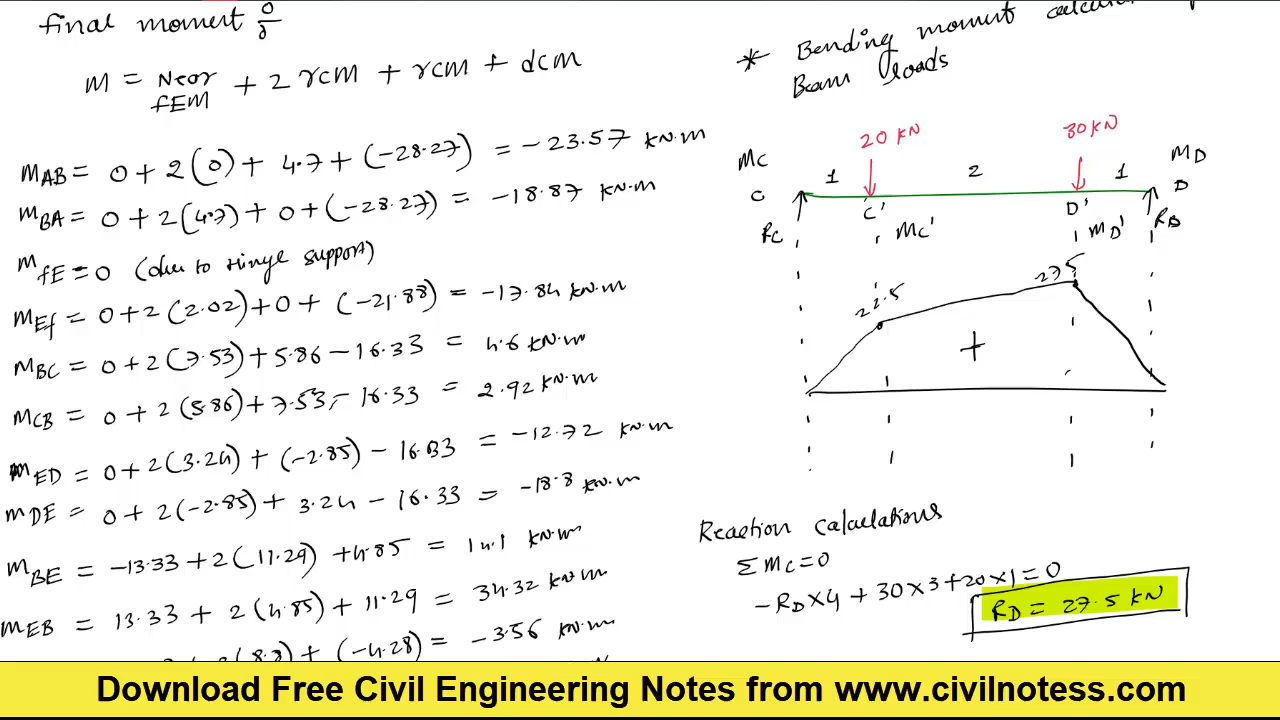 final moment %
M = Near FEM + 2 rcm + rcm + dcm
MAB = 0 + 2(0) + 4.7 + (-28.27) = -23.57 kN.m
MBA = 0 + 2(4.7) + 0 + (-28.27) = -18.87 kN.m
MfE = 0 (due to Hinge support)
MEf = 0 + 2(2.02) + 0 + (-21.88) = -17.84 kN.m
MBC = 0 + 2(7.53) + 5.86 - 16.33 = 4.6 kN.m
MCB = 0 + 2(5.86) + 7.53 - 16.33 = 2.92 kN.m
MED = 0 + 2(3.24) + (-2.85) - 16.33 = -12.72 kN.m
MDE = 0 + 2(-2.85) + 3.24 - 16.33 = -18.8 kN.m
MBE = -13.33 + 2(11.29) + 4.85 = 14.1 kN.m
MEB = 13.33 + 2(4.85) + 11.29 = 34.32 kN.m
+ (-4.28) = -3.56 kN.m
* Bending moment
Beam loads
20 KN 30 KN
MC 1 2 1 MD
C C' D' D
RC MC' MD' RD
22.5 27.5
+
Reaction calculations
ΣMC = 0
-RD×4 + 30×3 + 20×1 = 0
RD = 27.5 KN
Download Free Civil Engineering Notes from www.civilnotess.com